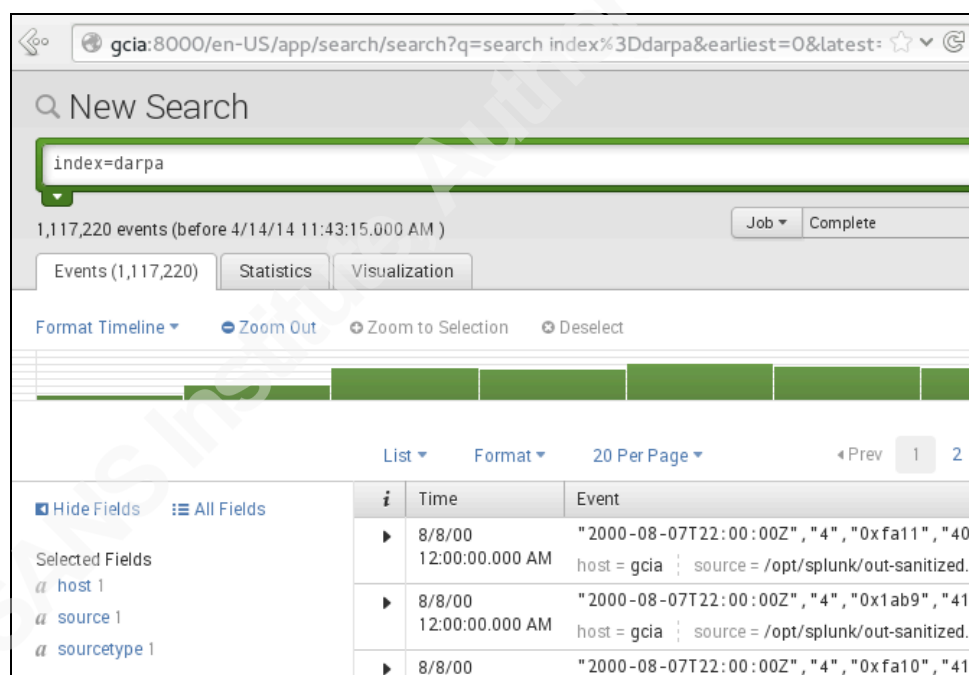 gcia:8000/en-US/app/search/search?q=search index%3Ddarpa&earliest=0&latest=
New Search
index=darpa
1,117,220 events (before 4/14/14 11:43:15.000 AM )
Job Complete
Events (1,117,220) Statistics Visualization
Format Timeline Zoom Out Zoom to Selection Deselect
List Format 20 Per Page Prev 1 2
Hide Fields All Fields
i Time Event
Selected Fields
a host 1
a source 1
a sourcetype 1
8/8/00 "2000-08-07T22:00:00Z","4","0xfa11","40
12:00:00.000 AM host = gcia source = /opt/splunk/out-sanitized.
8/8/00 "2000-08-07T22:00:00Z","4","0x1ab9","41
12:00:00.000 AM host = gcia source = /opt/splunk/out-sanitized.
8/8/00 "2000-08-07T22:00:00Z","4","0xfa10","41
SANS Institute Author